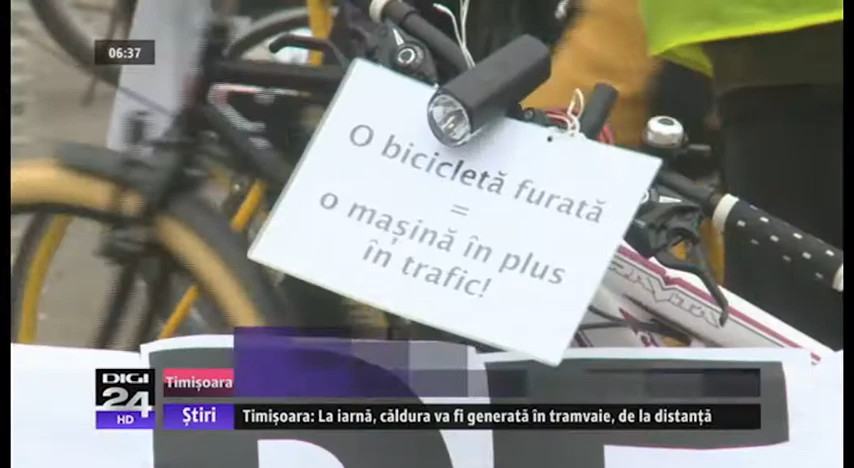 06:37
O bicicletă furată
=
o mașină în plus
în trafic!
PRAVITA
DIGI
24
HD
Timișoara
Știri
Timișoara: La iarnă, căldura va fi generată în tramvaie, de la distanță